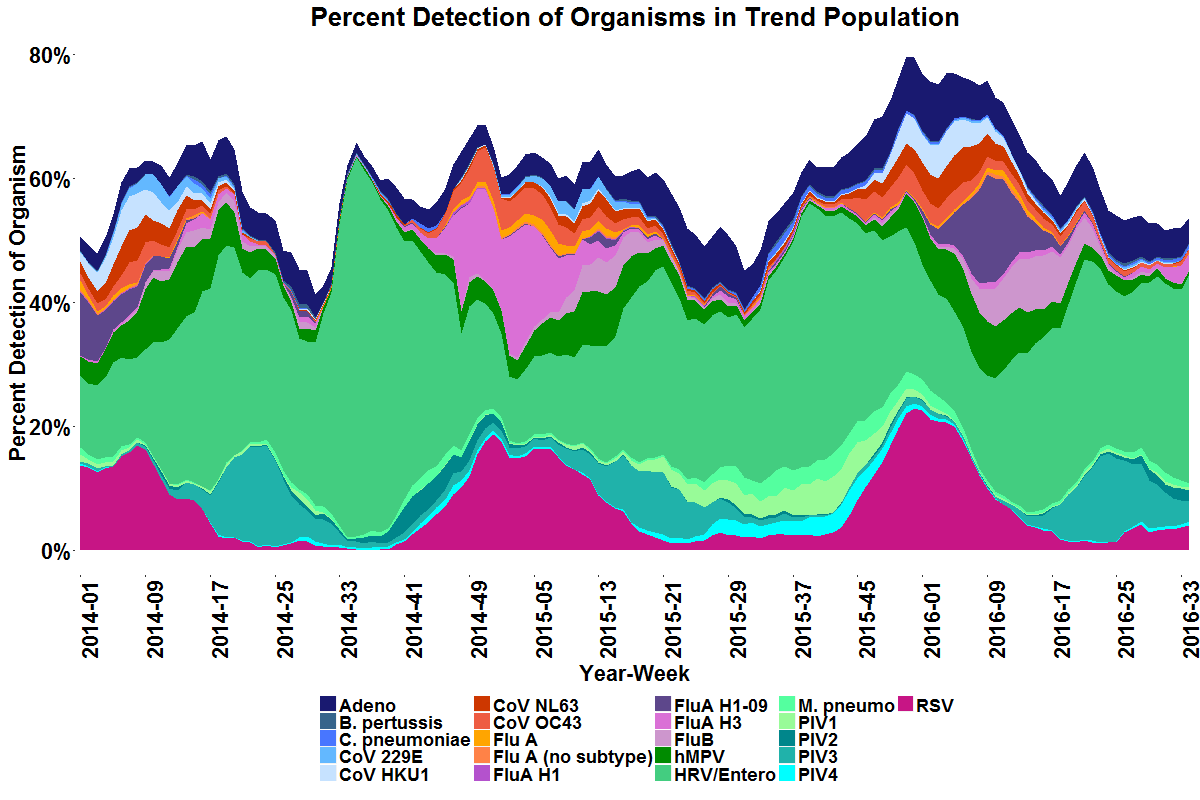 Percent Detection of Organisms in Trend Population
Percent Detection of Organism
80%
60%
40%
20%
0%
2014-01
2014-09
2014-17
2014-25
2014-33
2014-41
2014-49
2015-05
2015-13
2015-21
2015-29
2015-37
2015-45
2016-01
2016-09
2016-17
2016-25
2016-33
Year-Week
Adeno
B. pertussis
C. pneumoniae
CoV 229E
CoV HKU1
CoV NL63
CoV OC43
Flu A
Flu A (no subtype)
FluA H1
FluA H1-09
FluA H3
FluB
hMPV
HRV/Entero
M. pneumo
PIV1
PIV2
PIV3
PIV4
RSV